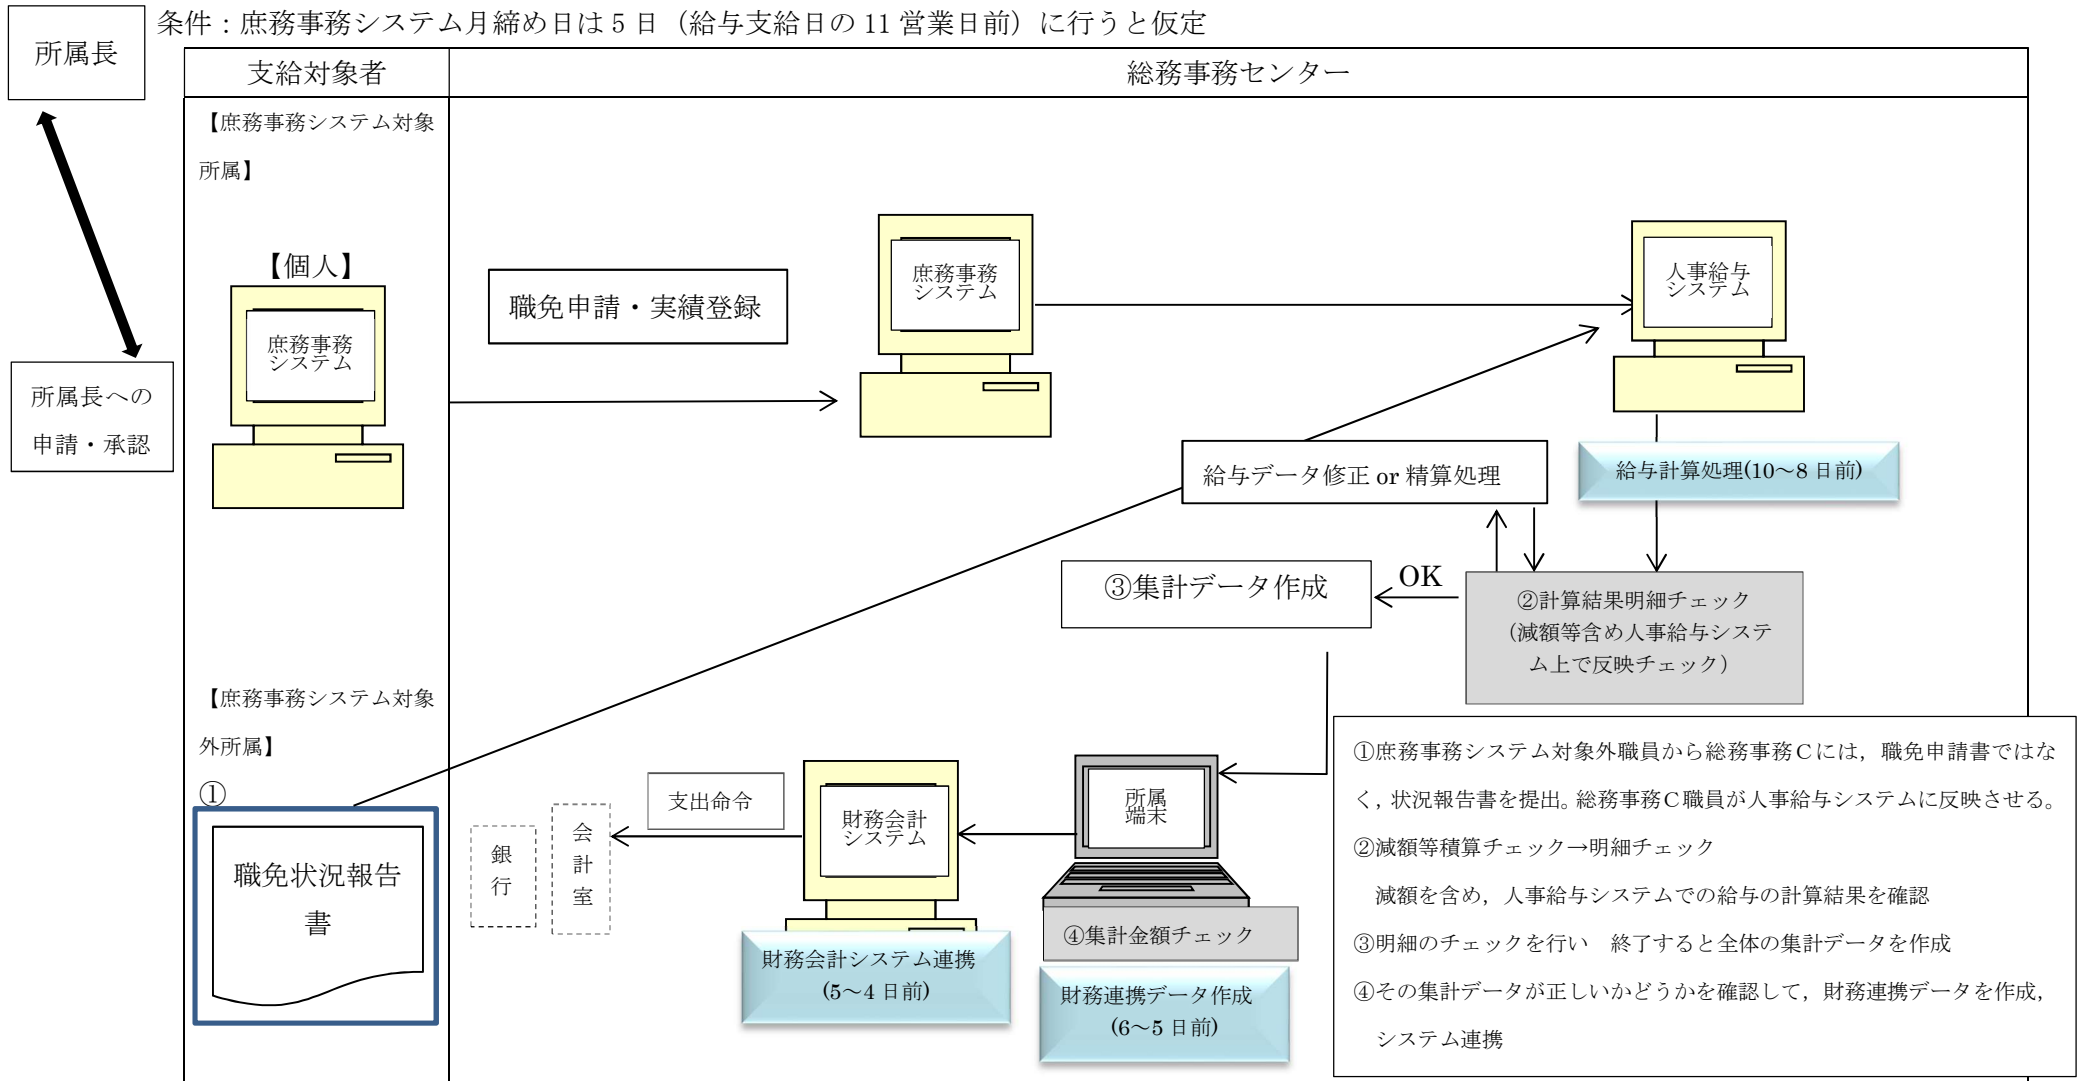 条件：庶務事務システム月締め日は5日（給与支給日の11営業日前）に行うと仮定
所属長
支給対象者
総務事務センター
【庶務事務システム対象
所属】
【個人】
庶務事務
システム
職免申請・実績登録
庶務事務
システム
人事給与
システム
所属長への
申請・承認
給与データ修正 or 精算処理
給与計算処理(10～8日前)
③集計データ作成
OK
②計算結果明細チェック
（減額等含め人事給与システ
ム上で反映チェック）
【庶務事務システム対象
外所属】
①
職免状況報告
書
銀
行
会
計
室
支出命令
財務会計
システム
所属
端末
④集計金額チェック
財務会計システム連携
(5～4日前)
財務連携データ作成
(6～5日前)
①庶務事務システム対象外職員から総務事務Ｃには，職免申請書ではな
く，状況報告書を提出。総務事務Ｃ職員が人事給与システムに反映させる。
②減額等積算チェック→明細チェック
減額を含め，人事給与システムでの給与の計算結果を確認
③明細のチェックを行い　終了すると全体の集計データを作成
④その集計データが正しいかどうかを確認して，財務連携データを作成，
システム連携